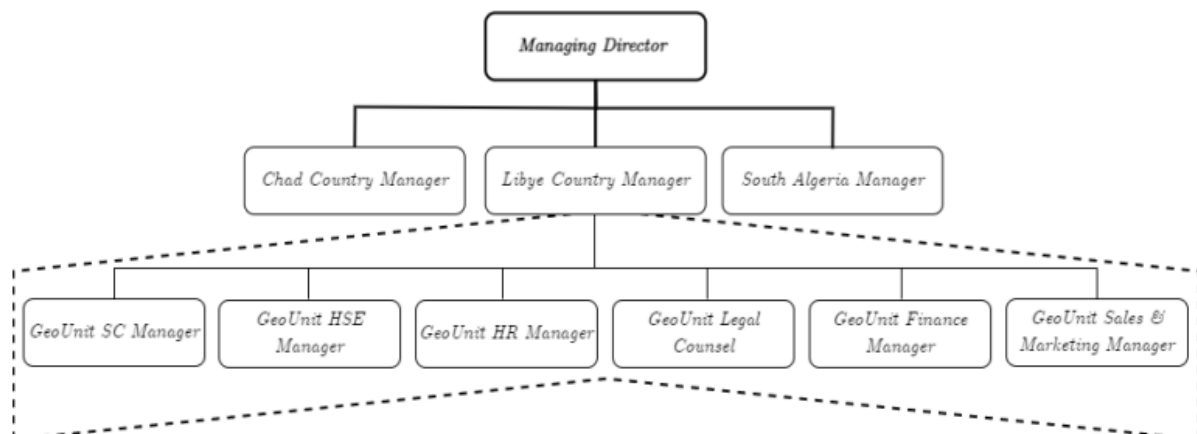 Managing Director
Chad Country Manager
Libye Country Manager
South Algeria Manager
GeoUnit SC Manager
GeoUnit HSE
Manager
GeoUnit HR Manager
GeoUnit Legal
Counsel
GeoUnit Finance
Manager
GeoUnit Sales &
Marketing Manager